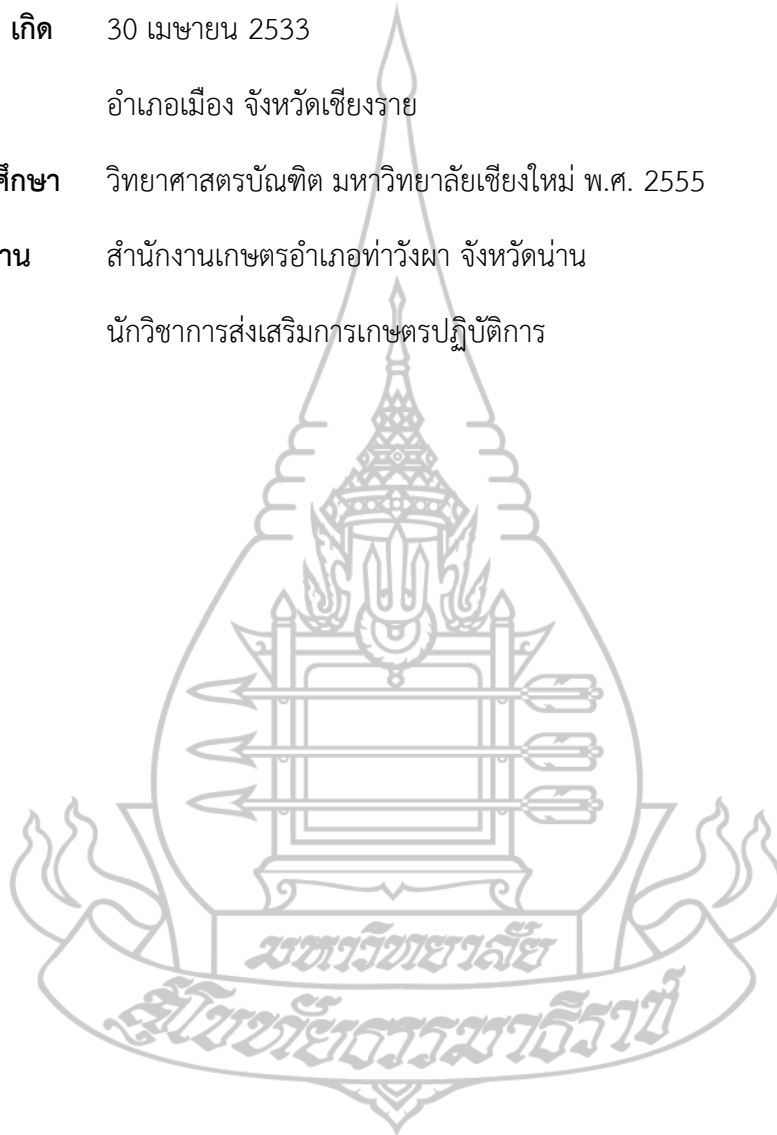 เกิด 30 เมษายน 2533
อำเภอเมือง จังหวัดเชียงราย
ศึกษา วิทยาศาสตรบัณฑิต มหาวิทยาลัยเชียงใหม่ พ.ศ. 2555
าน สำนักงานเกษตรอำเภอท่าวังผา จังหวัดน่าน
นักวิชาการส่งเสริมการเกษตรปฏิบัติการ
มหาวิทยาลัย
สุโขทัยธรรมาธิราช